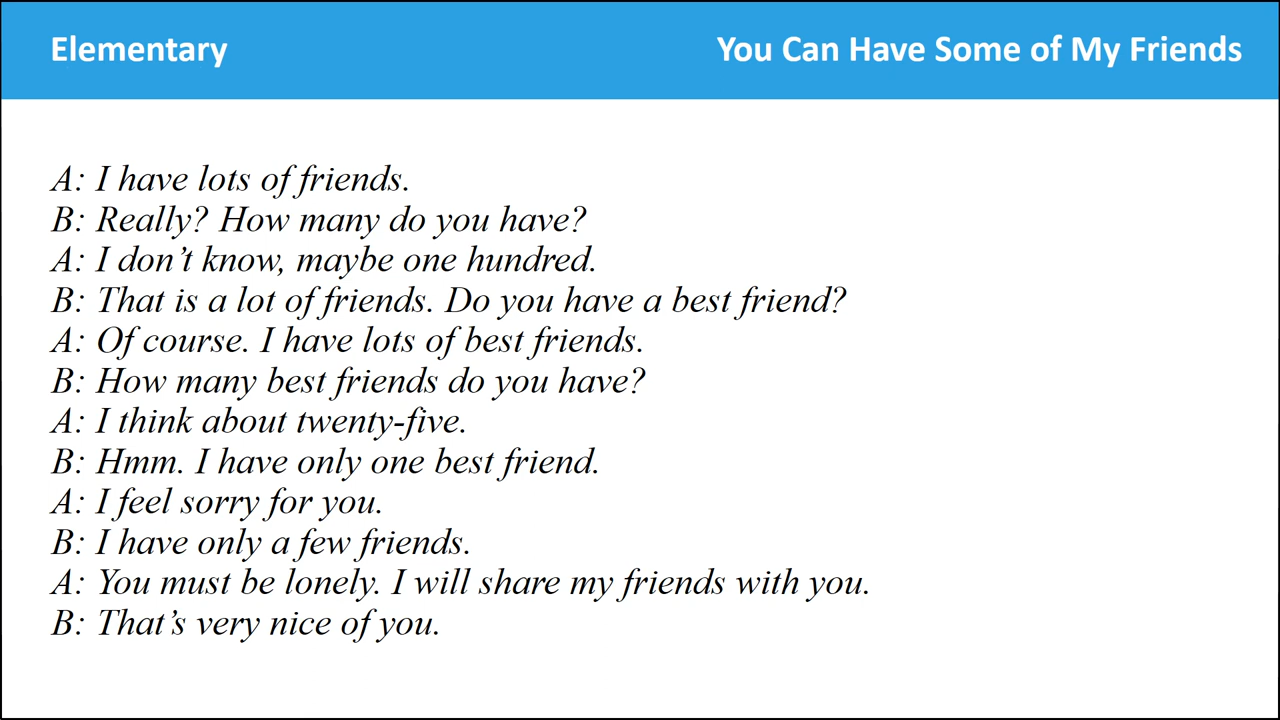 Elementary
You Can Have Some of My Friends
A: I have lots of friends.
B: Really? How many do you have?
A: I don’t know, maybe one hundred.
B: That is a lot of friends. Do you have a best friend?
A: Of course. I have lots of best friends.
B: How many best friends do you have?
A: I think about twenty-five.
B: Hmm. I have only one best friend.
A: I feel sorry for you.
B: I have only a few friends.
A: You must be lonely. I will share my friends with you.
B: That’s very nice of you.